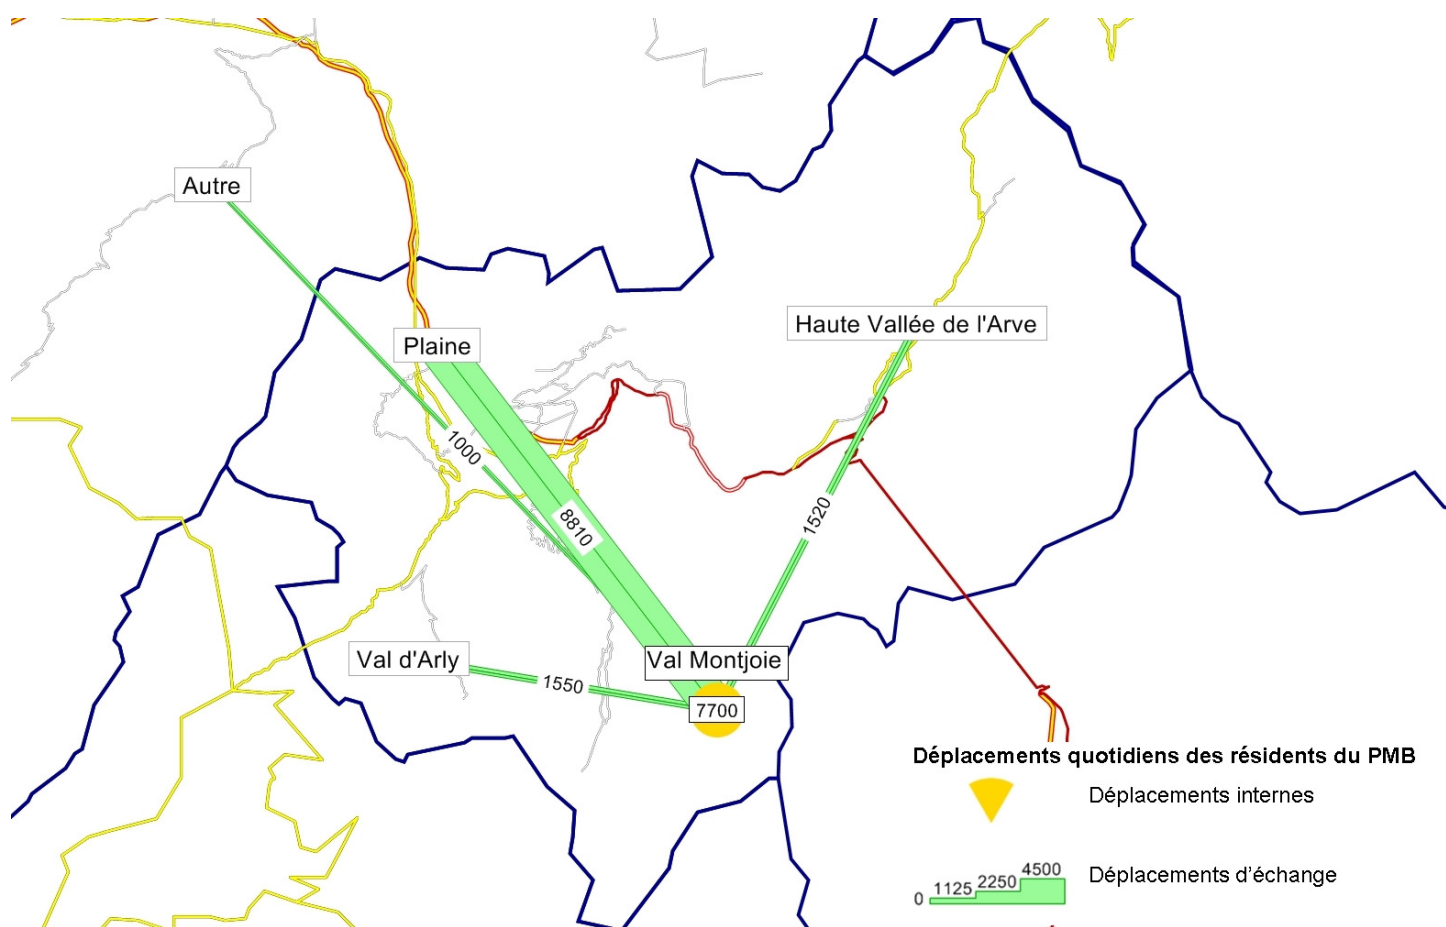 Autre
Haute Vallée de l'Arve
Plaine
1000
8810
1520
Val d'Arly
Val Montjoie
1550
7700
Déplacements quotidiens des résidents du PMB
Déplacements internes
0 1125 2250 4500
Déplacements d'échange